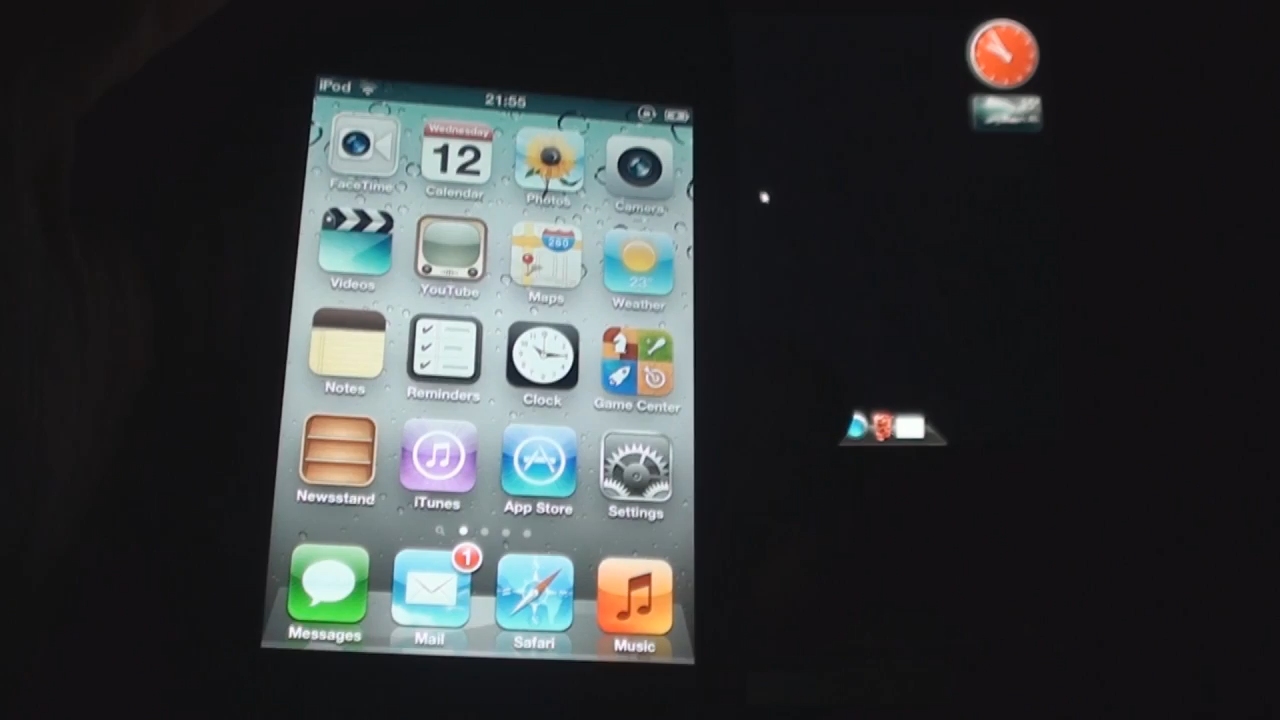 iPod
21:55
Wednesday
12
FaceTime
Calendar
Photos
Camera
280
23°
Videos
YouTube
Maps
Weather
Notes
Reminders
Clock
Game Center
Newsstand
iTunes
App Store
Settings
1
Messages
Mail
Safari
Music